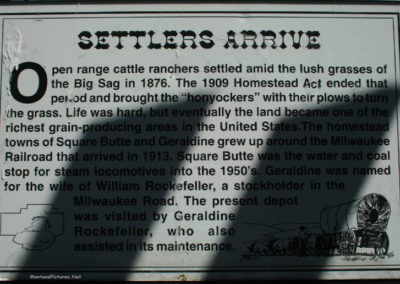 SETTLERS ARRIVE
Open range cattle ranchers settled amid the lush grasses of
the Big Sag in 1876. The 1909 Homestead Act ended that
period and brought the "honyockers" with their plows to turn
the grass. Life was hard, but eventually the land became one of the
richest grain-producing areas in the United States.The homestead
towns of Square Butte and Geraldine grew up around the Milwaukee
Railroad that arrived in 1913. Square Butte was the water and coal
stop for steam locomotives into the 1950's. Geraldine was named
for the wife of William Rockefeller, a stockholder in the
Milwaukee Road. The present depot
was visited by Geraldine
Rockefeller, who also
assisted in its maintenance.
MontanaPictures.Net